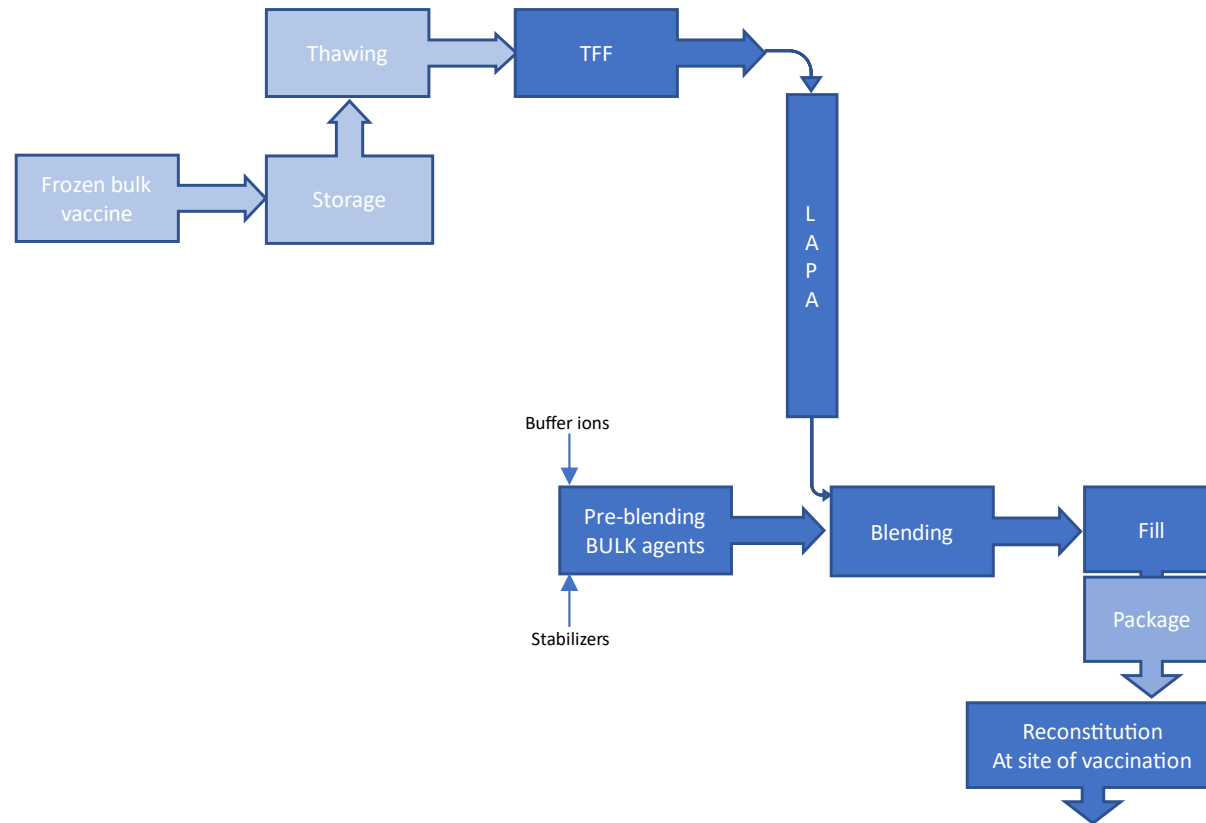 Thawing
TFF
Frozen bulk
vaccine
Storage
L
A
P
A
Buffer ions
Pre-blending
BULK agents
Stabilizers
Blending
Fill
Package
Reconstitution
At site of vaccination